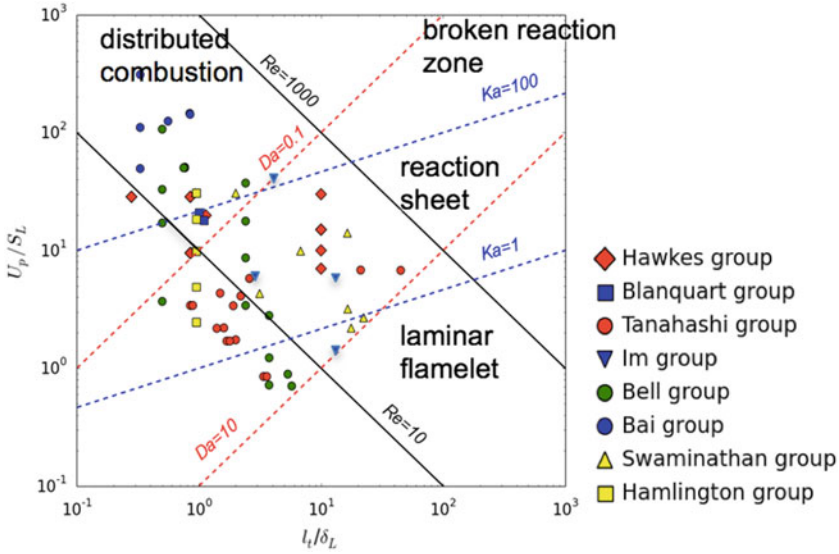 distributed
combustion
broken reaction
zone
Re=1000
Ka=100
Da=0.1
reaction
sheet
Ka=1
laminar
flamelet
Re=10
Da=10
10³
10²
10¹
10⁰
10⁻¹
U_p/S_L
10⁻¹ 10⁰ 10¹ 10² 10³
l_t/δ_L
Hawkes group
Blanquart group
Tanahashi group
Im group
Bell group
Bai group
Swaminathan group
Hamlington group